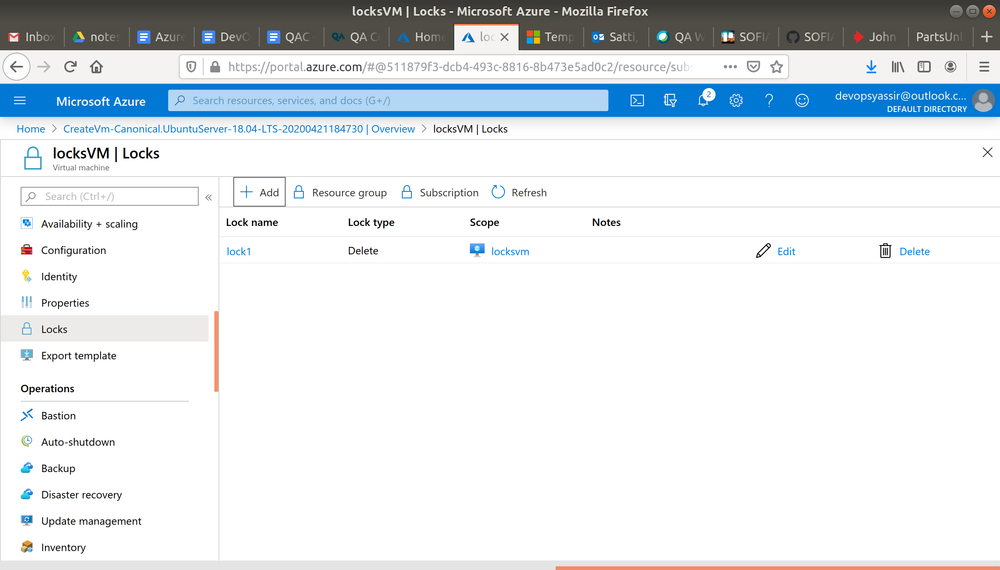 locksVM | Locks - Microsoft Azure - Mozilla Firefox
Inbox notes Azure DevO QAC - QA Co Home loc Temp Satti, QA W SOFIA SOFIA John PartsUnl
https://portal.azure.com/#@511879f3-dcb4-493c-8816-8b473e5ad0c2/resource/subs
Microsoft Azure
Search resources, services, and docs (G+/)
2
devopsyassir@outlook.c...
DEFAULT DIRECTORY
Home > CreateVm-Canonical.UbuntuServer-18.04-LTS-20200421184730 | Overview > locksVM | Locks
locksVM | Locks
Virtual machine
Search (Ctrl+/)
«
Availability + scaling
Configuration
Identity
Properties
Locks
Export template
Operations
Bastion
Auto-shutdown
Backup
Disaster recovery
Update management
Inventory
Add Resource group Subscription Refresh
Lock name Lock type Scope Notes
lock1 Delete locksvm Edit Delete